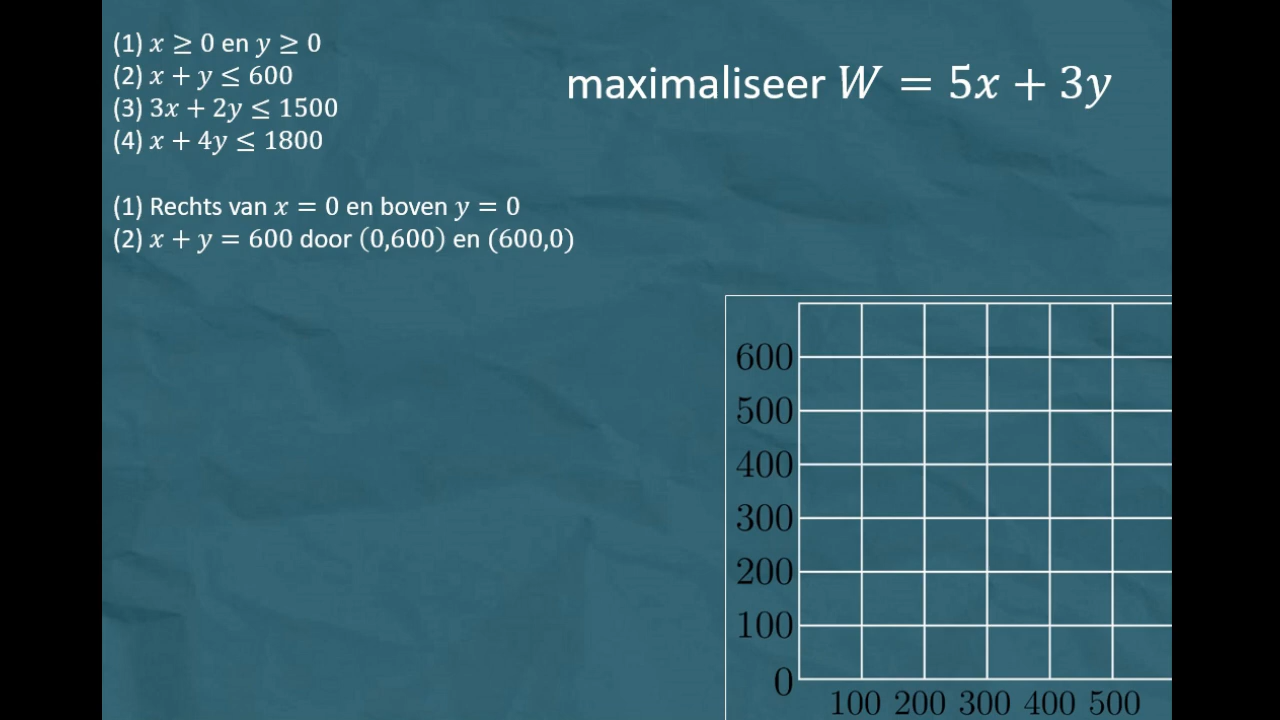 (1) x ≥ 0 en y ≥ 0
(2) x + y ≤ 600
(3) 3x + 2y ≤ 1500
(4) x + 4y ≤ 1800
maximaliseer W = 5x + 3y
(1) Rechts van x = 0 en boven y = 0
(2) x + y = 600 door (0,600) en (600,0)
600
500
400
300
200
100
0
100 200 300 400 500